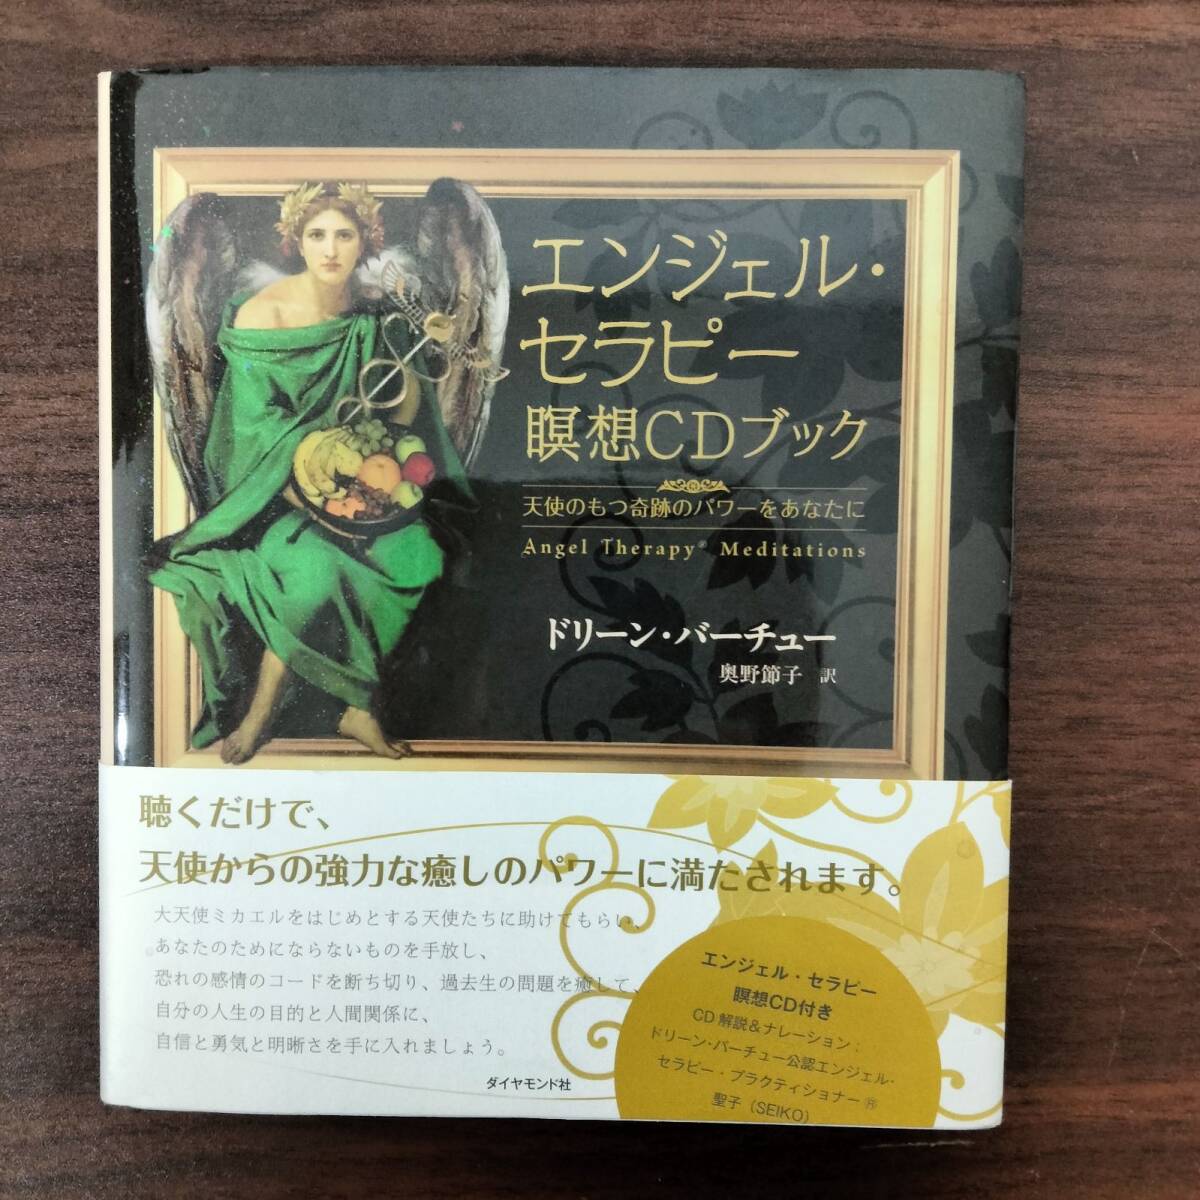 エンジェル・
セラピー
瞑想CDブック
天使のもつ奇跡のパワーをあなたに
Angel Therapy® Meditations
ドリーン・バーチュー
奥野節子 訳
聴くだけで、
天使からの強力な癒しのパワーに満たされます。
大天使ミカエルをはじめとする天使たちに助けてもらい、
あなたのためにならないものを手放し、
恐れの感情のコードを断ち切り、過去生の問題を癒して、
自分の人生の目的と人間関係に、
自信と勇気と明晰さを手に入れましょう。
ダイヤモンド社
エンジェル・セラピー
瞑想CD付き
CD解説＆ナレーション：
ドリーン・バーチュー公認エンジェル・
セラピー・プラクティショナー®
聖子（SEIKO）